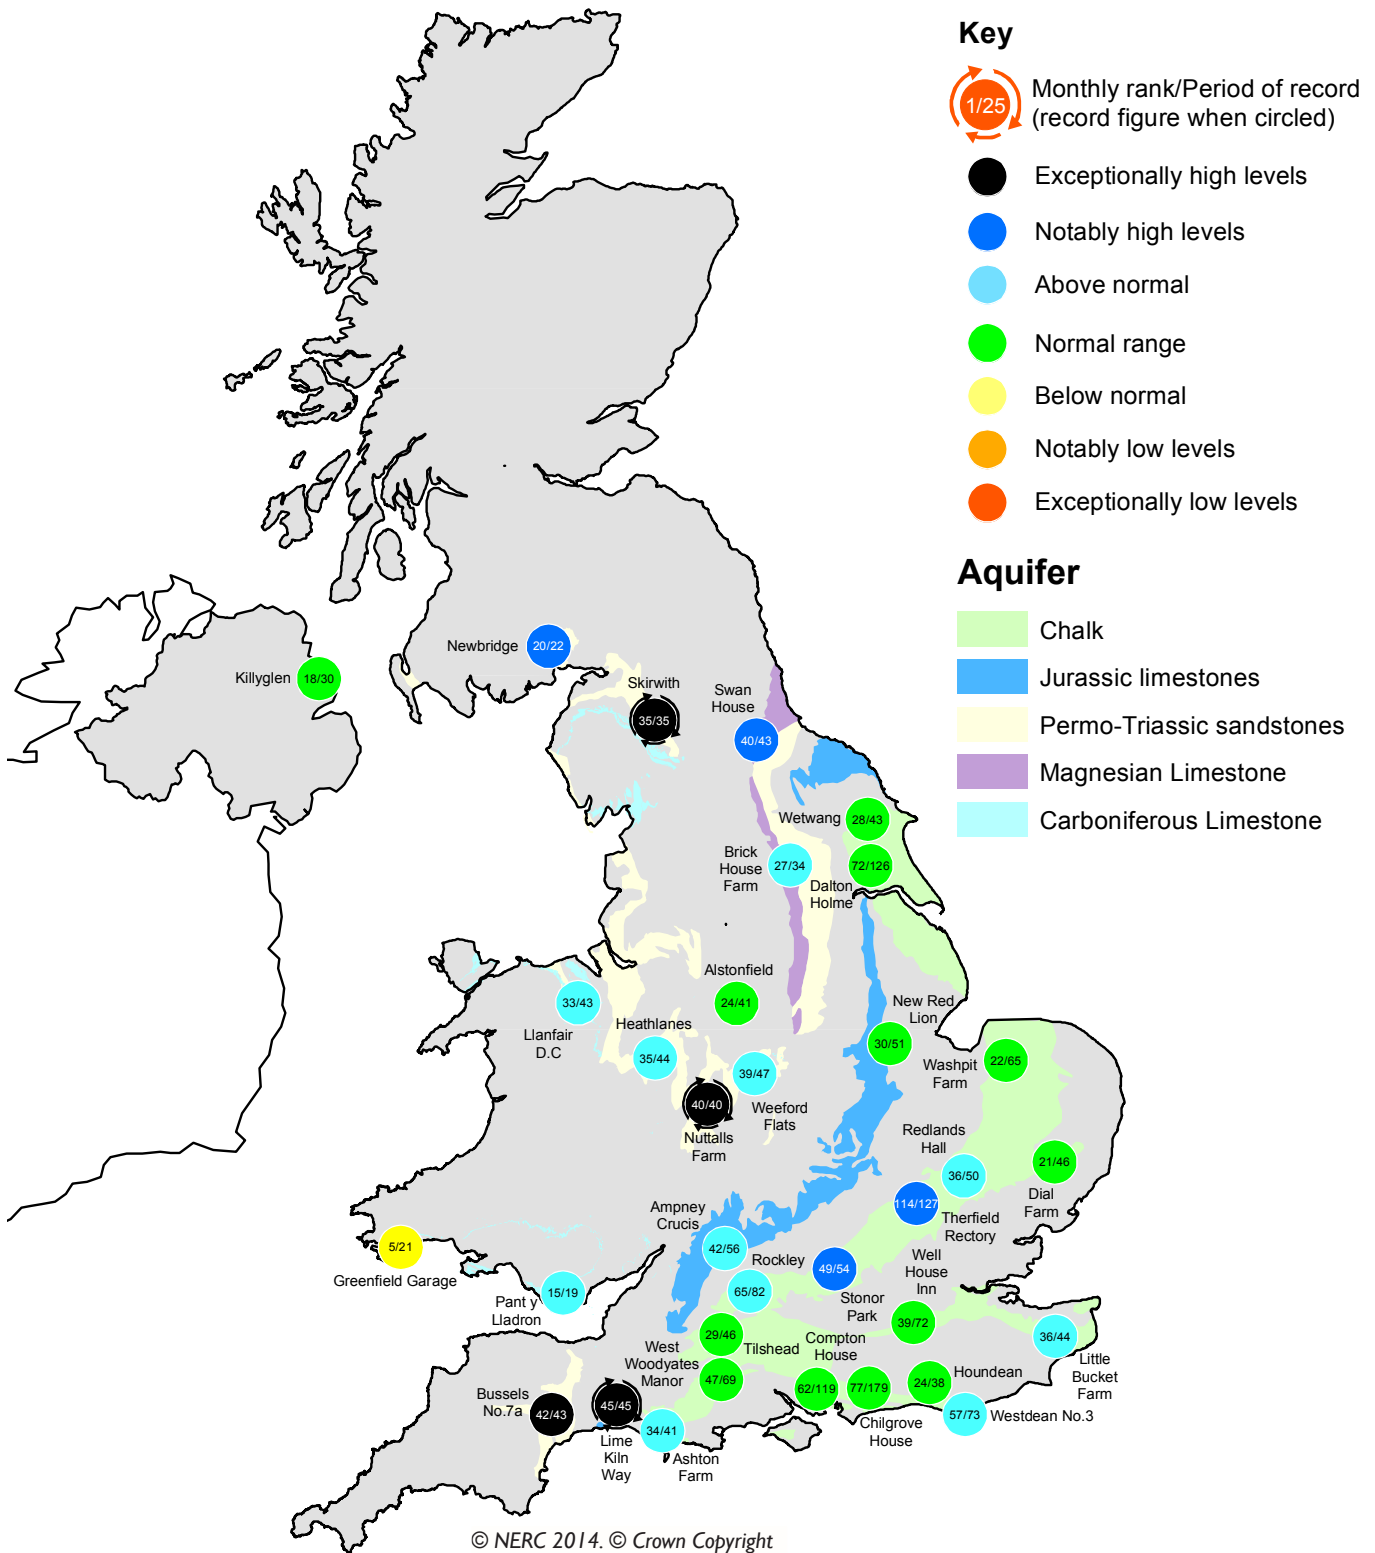 Key
1/25
Monthly rank/Period of record
(record figure when circled)
Exceptionally high levels
Notably high levels
Above normal
Normal range
Below normal
Notably low levels
Exceptionally low levels
Aquifer
Chalk
Jurassic limestones
Permo-Triassic sandstones
Magnesian Limestone
Carboniferous Limestone
Newbridge
20/22
Killyglen
18/30
Skirwith
35/35
Swan
House
40/43
Wetwang
28/43
Brick
House
Farm
27/34
72/126
Dalton
Holme
Alstonfield
24/41
33/43
Llanfair
D.C
Heathlanes
35/44
New Red
Lion
30/51
39/47
Weeford
Flats
40/40
Nuttalls
Farm
22/65
Washpit
Farm
Redlands
Hall
36/50
21/46
Dial
Farm
114/127
Therfield
Rectory
Ampney
Crucis
42/56
5/21
Greenfield Garage
Rockley
65/82
49/54
Stonor
Park
Well
House
Inn
39/72
15/19
Pant y
Lladron
29/46
Tilshead
West
Woodyates
Manor
47/69
Compton
House
62/119
77/179
Chilgrove
House
24/38
Houndean
36/44
Little
Bucket
Farm
57/73
Westdean No.3
Bussels
No.7a
42/43
45/45
Lime
Kiln
Way
34/41
Ashton
Farm
© NERC 2014. © Crown Copyright